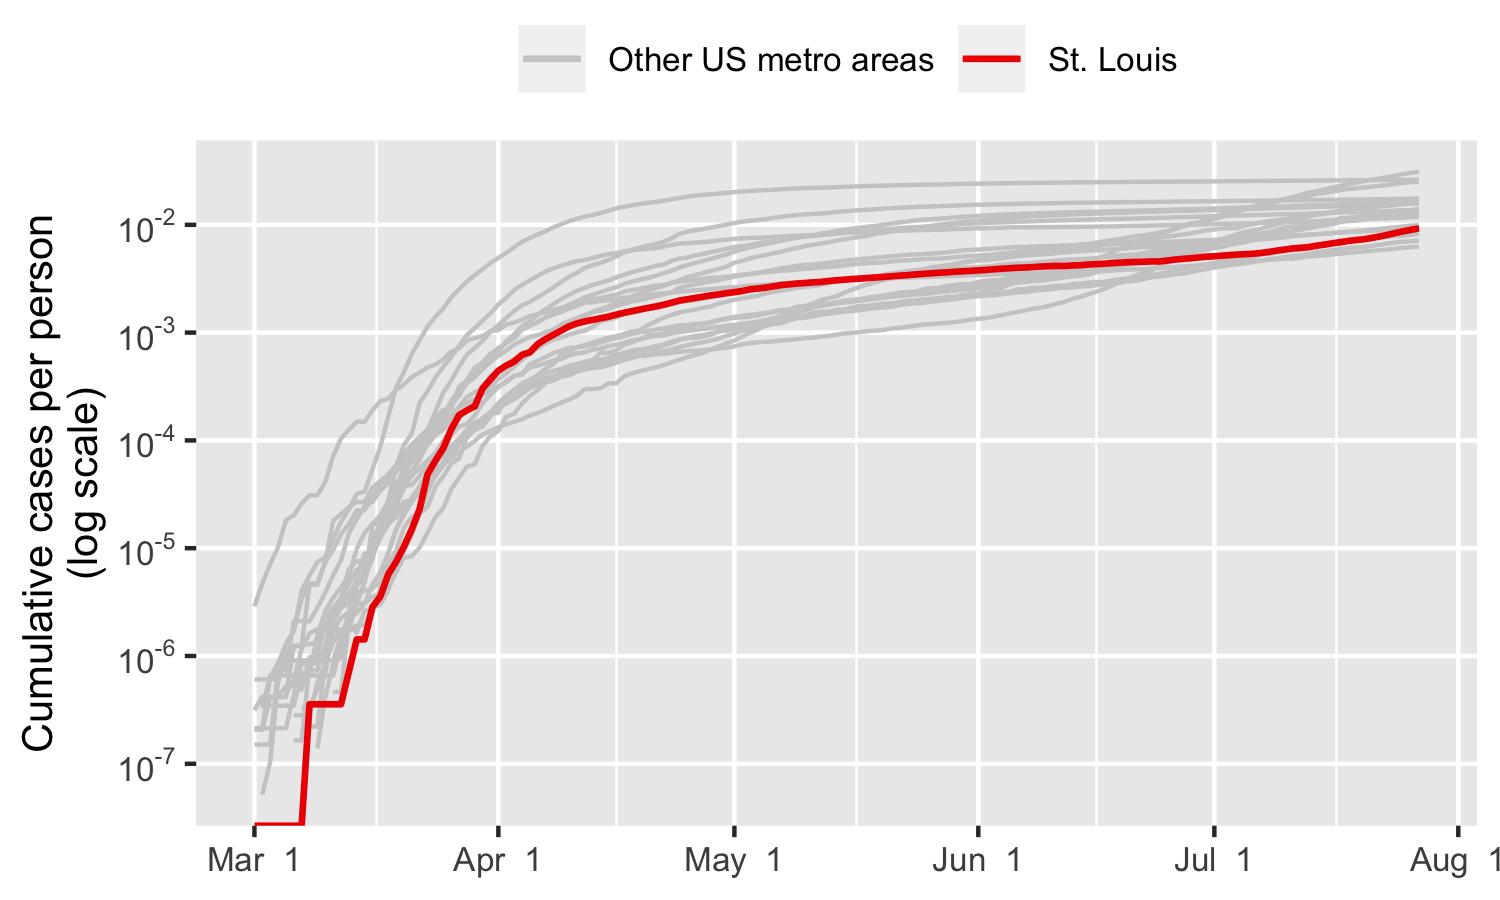 Other US metro areas St. Louis
Cumulative cases per person
(log scale)
10⁻²
10⁻³
10⁻⁴
10⁻⁵
10⁻⁶
10⁻⁷
Mar 1 Apr 1 May 1 Jun 1 Jul 1 Aug 1